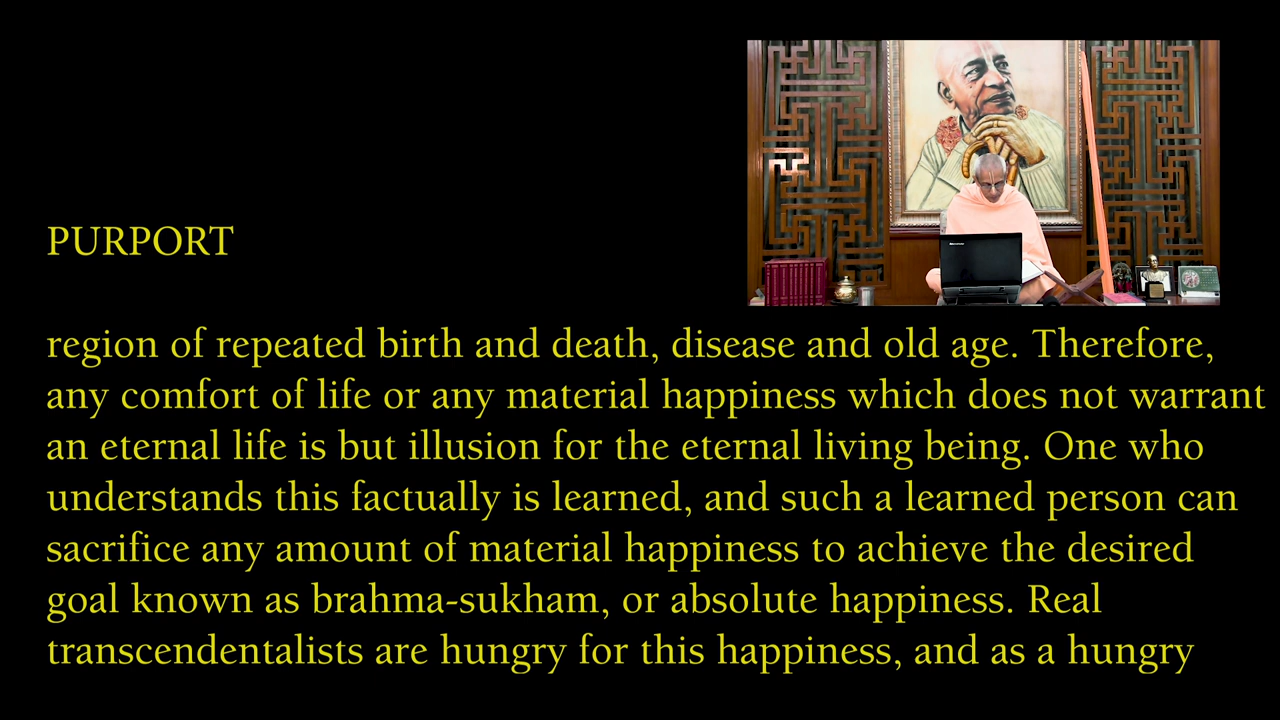 PURPORT
region of repeated birth and death, disease and old age. Therefore,
any comfort of life or any material happiness which does not warrant
an eternal life is but illusion for the eternal living being. One who
understands this factually is learned, and such a learned person can
sacrifice any amount of material happiness to achieve the desired
goal known as brahma-sukham, or absolute happiness. Real
transcendentalists are hungry for this happiness, and as a hungry